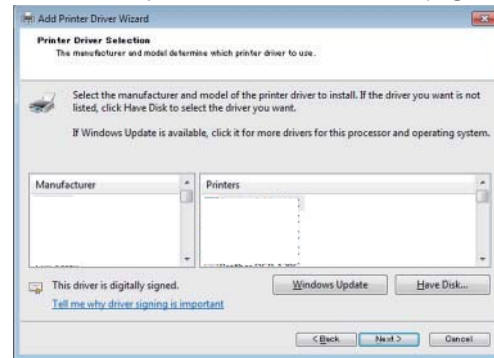 Add Printer Driver Wizard
Printer Driver Selection
The manufacturer and model determine which printer driver to use.
Select the manufacturer and model of the printer driver to install. If the driver you want is not
listed, click Have Disk to select the driver you want.
If Windows Update is available, click it for more drivers for this processor and operating system.
Manufacturer
Printers
This driver is digitally signed.
Tell me why driver signing is important
Windows Update
Have Disk...
< Back
Next >
Cancel